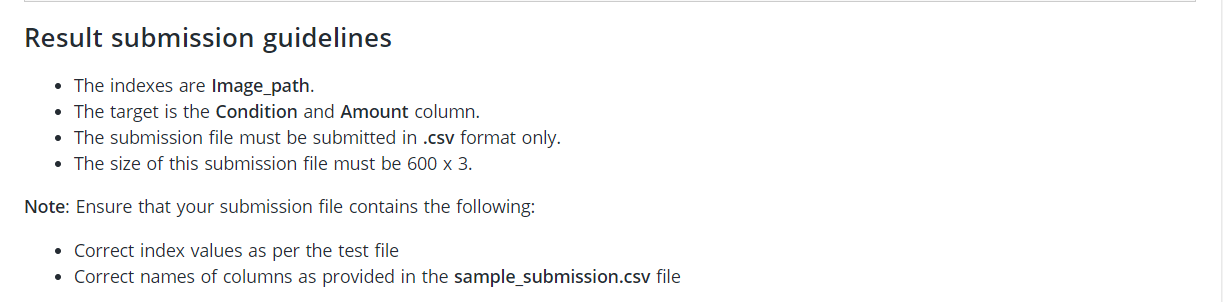 Result submission guidelines
• The indexes are Image_path.
• The target is the Condition and Amount column.
• The submission file must be submitted in .csv format only.
• The size of this submission file must be 600 x 3.
Note: Ensure that your submission file contains the following:
• Correct index values as per the test file
• Correct names of columns as provided in the sample_submission.csv file